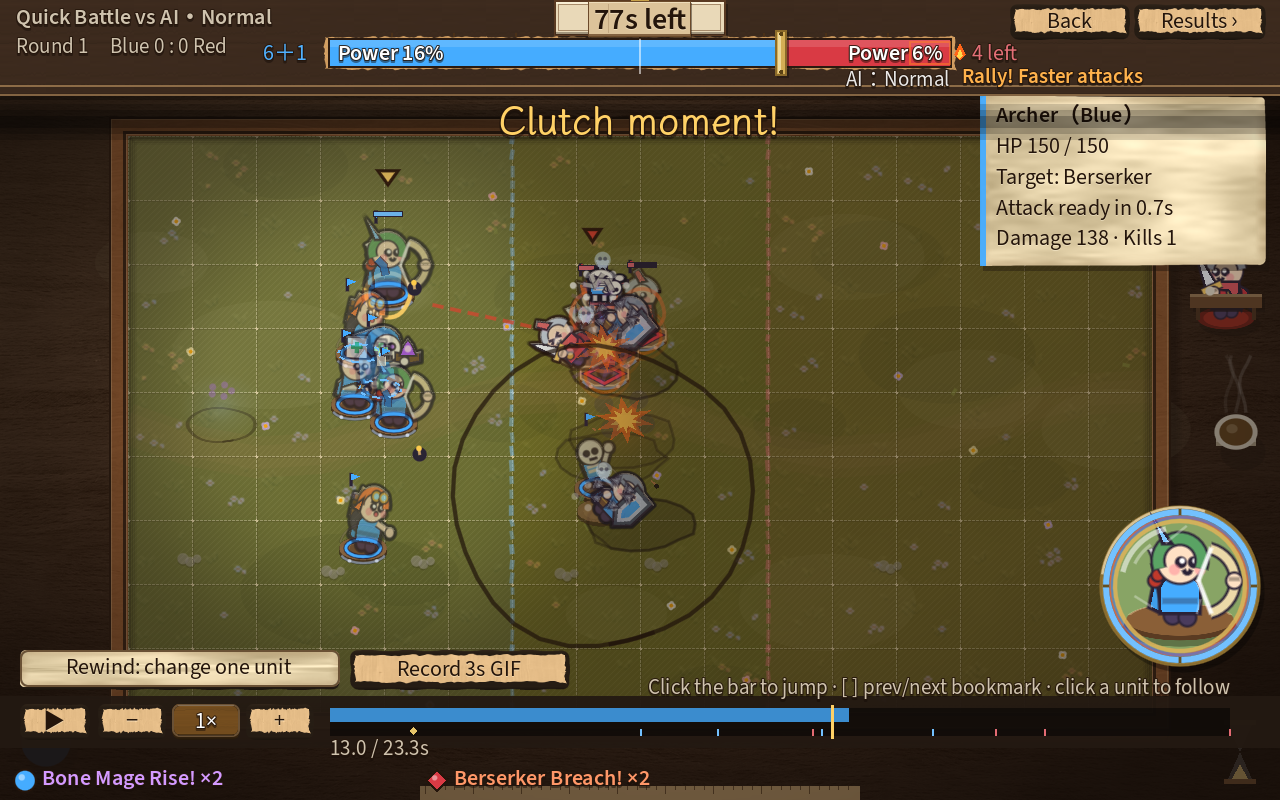 Quick Battle vs AI・Normal
77s left
Back
Results ›
Round 1 Blue 0 : 0 Red
6＋1
Power 16%
Power 6%
4 left
AI：Normal
Rally! Faster attacks
Clutch moment!
Archer（Blue）
HP 150 / 150
Target: Berserker
Attack ready in 0.7s
Damage 138 · Kills 1
Rewind: change one unit
Record 3s GIF
Click the bar to jump · [ ] prev/next bookmark · click a unit to follow
−
1×
+
13.0 / 23.3s
Bone Mage Rise! ×2
Berserker Breach! ×2